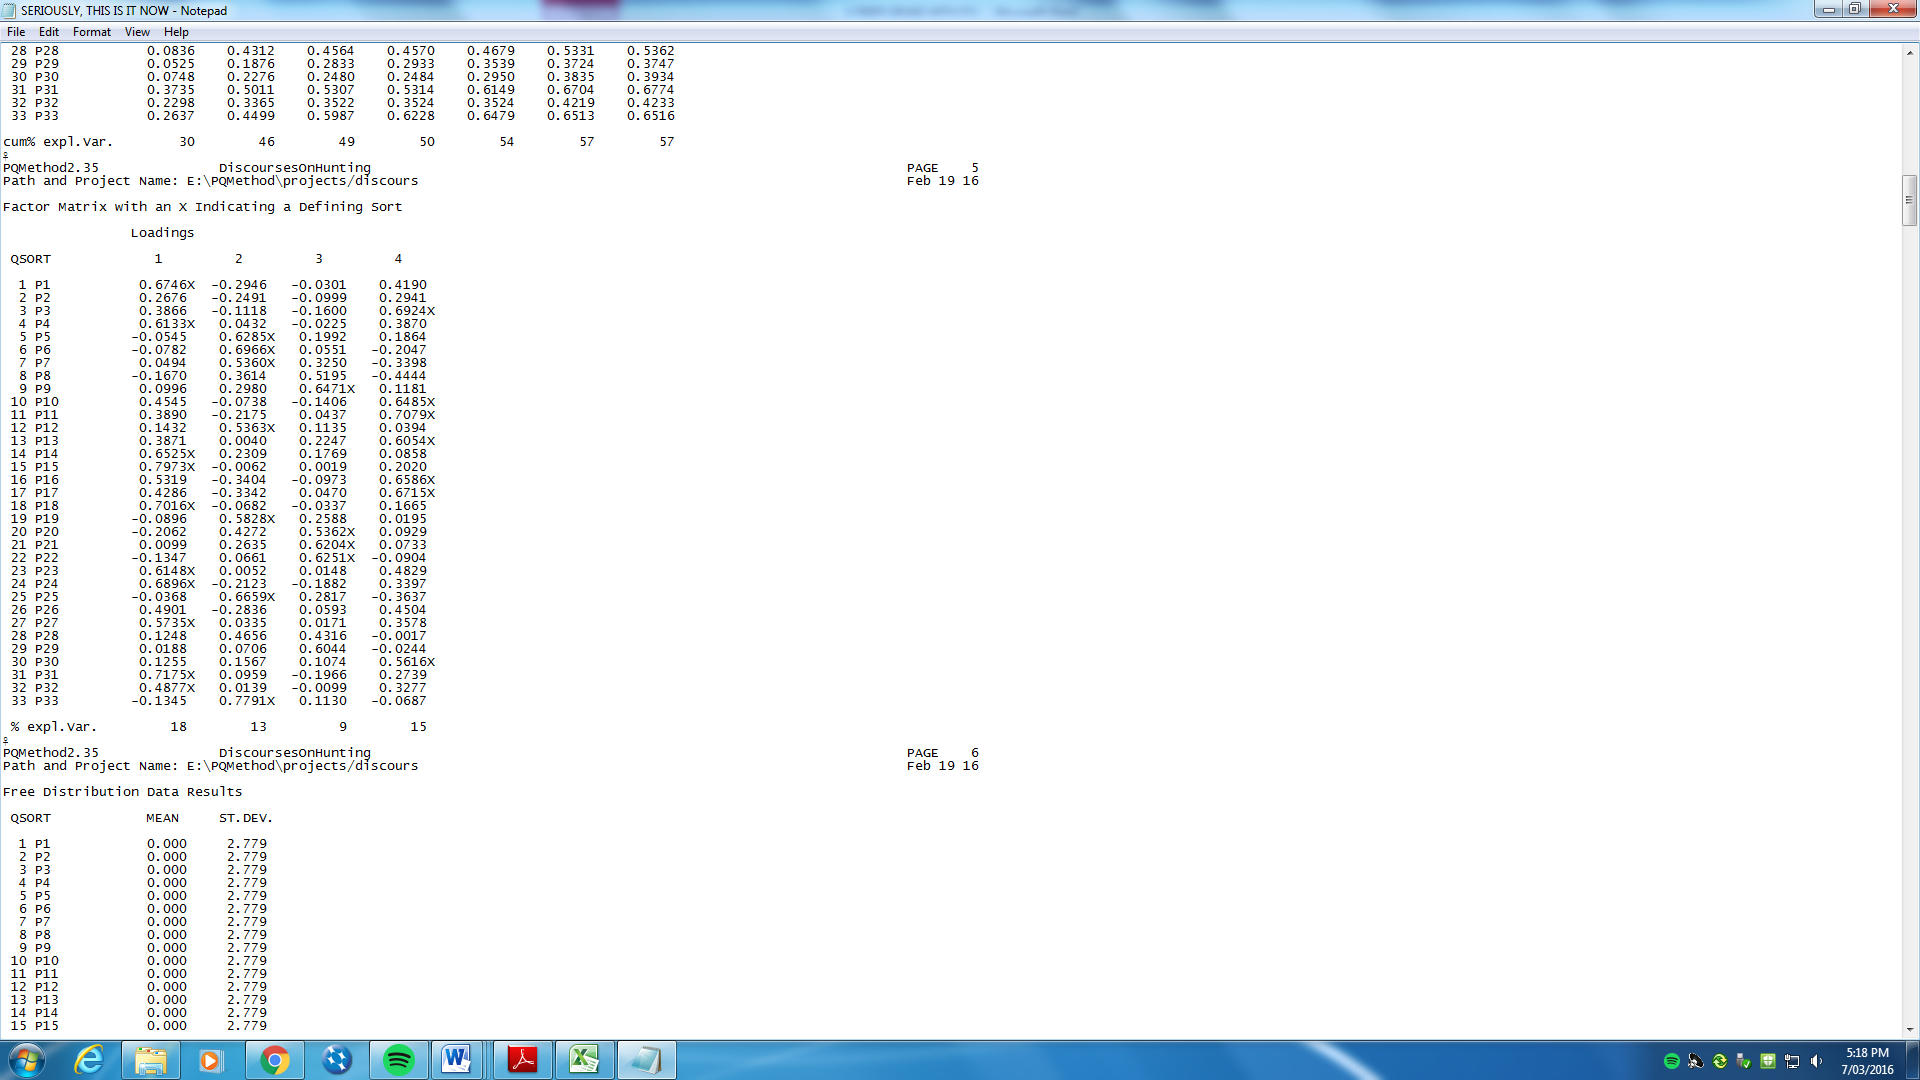 SERIOUSLY, THIS IS IT NOW - Notepad
File Edit Format View Help
28 P28 0.0836 0.4312 0.4564 0.4570 0.4679 0.5331 0.5362
29 P29 0.0525 0.1876 0.2833 0.2933 0.3539 0.3724 0.3747
30 P30 0.0748 0.2276 0.2480 0.2484 0.2950 0.3835 0.3934
31 P31 0.3735 0.5011 0.5307 0.5314 0.6149 0.6704 0.6774
32 P32 0.2298 0.3365 0.3522 0.3524 0.3524 0.4219 0.4233
33 P33 0.2637 0.4499 0.5987 0.6228 0.6479 0.6513 0.6516
cum% expl.Var. 30 46 49 50 54 57 57
PQMethod2.35 DiscoursesOnHunting PAGE 5
Path and Project Name: E:\PQMethod\projects/discours Feb 19 16
Factor Matrix with an X Indicating a Defining Sort
Loadings
QSORT 1 2 3 4
1 P1 0.6746X -0.2946 -0.0301 0.4190
2 P2 0.2676 -0.2491 -0.0999 0.2941
3 P3 0.3866 -0.1118 -0.1600 0.6924X
4 P4 0.6133X 0.0432 -0.0225 0.3870
5 P5 -0.0545 0.6285X 0.1992 0.1864
6 P6 -0.0782 0.6966X 0.0551 -0.2047
7 P7 0.0494 0.5360X 0.3250 -0.3398
8 P8 -0.1670 0.3614 0.5195 -0.4444
9 P9 0.0996 0.2980 0.6471X 0.1181
10 P10 0.4545 -0.0738 -0.1406 0.6485X
11 P11 0.3890 -0.2175 0.0437 0.7079X
12 P12 0.1432 0.5363X 0.1135 0.0394
13 P13 0.3871 0.0040 0.2247 0.6054X
14 P14 0.6525X 0.2309 0.1769 0.0858
15 P15 0.7973X -0.0062 0.0019 0.2020
16 P16 0.5319 -0.3404 -0.0973 0.6586X
17 P17 0.4286 -0.3342 0.0470 0.6715X
18 P18 0.7016X -0.0682 -0.0337 0.1665
19 P19 -0.0896 0.5828X 0.2588 0.0195
20 P20 -0.2062 0.4272 0.5362X 0.0929
21 P21 0.0099 0.2635 0.6204X 0.0733
22 P22 -0.1347 0.0661 0.6251X -0.0904
23 P23 0.6148X 0.0052 0.0148 0.4829
24 P24 0.6896X -0.2123 -0.1882 0.3397
25 P25 -0.0368 0.6659X 0.2817 -0.3637
26 P26 0.4901 -0.2836 0.0593 0.4504
27 P27 0.5735X 0.0335 0.0171 0.3578
28 P28 0.1248 0.4656 0.4316 -0.0017
29 P29 0.0188 0.0706 0.6044 -0.0244
30 P30 0.1255 0.1567 0.1074 0.5616X
31 P31 0.7175X 0.0959 -0.1966 0.2739
32 P32 0.4877X 0.0139 -0.0099 0.3277
33 P33 -0.1345 0.7791X 0.1130 -0.0687
% expl.Var. 18 13 9 15
PQMethod2.35 DiscoursesOnHunting PAGE 6
Path and Project Name: E:\PQMethod\projects/discours Feb 19 16
Free Distribution Data Results
QSORT MEAN ST.DEV.
1 P1 0.000 2.779
2 P2 0.000 2.779
3 P3 0.000 2.779
4 P4 0.000 2.779
5 P5 0.000 2.779
6 P6 0.000 2.779
7 P7 0.000 2.779
8 P8 0.000 2.779
9 P9 0.000 2.779
10 P10 0.000 2.779
11 P11 0.000 2.779
12 P12 0.000 2.779
13 P13 0.000 2.779
14 P14 0.000 2.779
15 P15 0.000 2.779
5:18 PM
7/03/2016